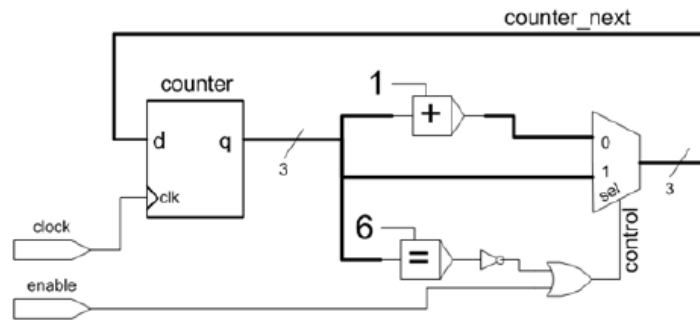 counter_next
counter
1
+
d
q
3
0
1
sel
3
clk
clock
6
=
control
enable